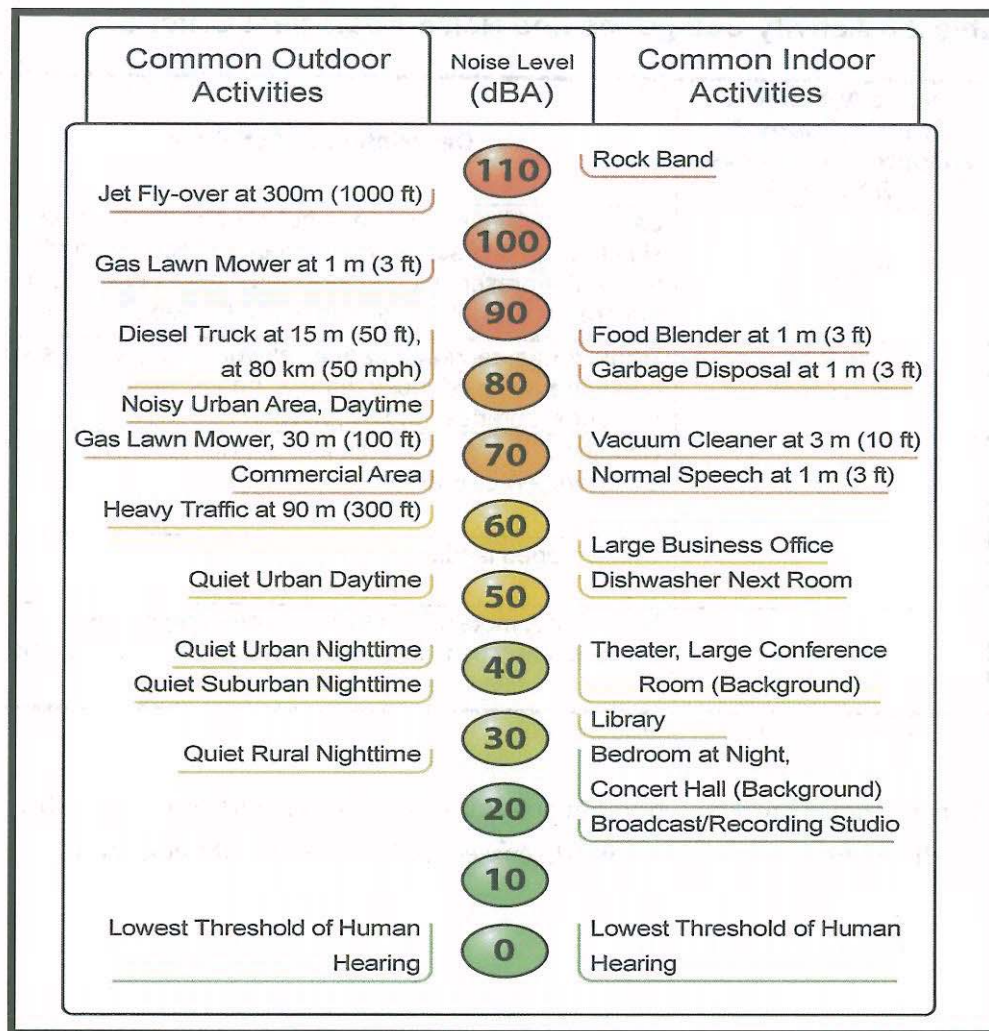 Common Outdoor
Activities
Noise Level
(dBA)
Common Indoor
Activities
110
Rock Band
Jet Fly-over at 300m (1000 ft)
100
Gas Lawn Mower at 1 m (3 ft)
90
Diesel Truck at 15 m (50 ft),
at 80 km (50 mph)
Food Blender at 1 m (3 ft)
80
Garbage Disposal at 1 m (3 ft)
Noisy Urban Area, Daytime
Gas Lawn Mower, 30 m (100 ft)
70
Vacuum Cleaner at 3 m (10 ft)
Commercial Area
Normal Speech at 1 m (3 ft)
Heavy Traffic at 90 m (300 ft)
60
Large Business Office
Quiet Urban Daytime
50
Dishwasher Next Room
Quiet Urban Nighttime
40
Theater, Large Conference
Room (Background)
Quiet Suburban Nighttime
30
Library
Quiet Rural Nighttime
Bedroom at Night,
Concert Hall (Background)
20
Broadcast/Recording Studio
10
Lowest Threshold of Human
Hearing
0
Lowest Threshold of Human
Hearing